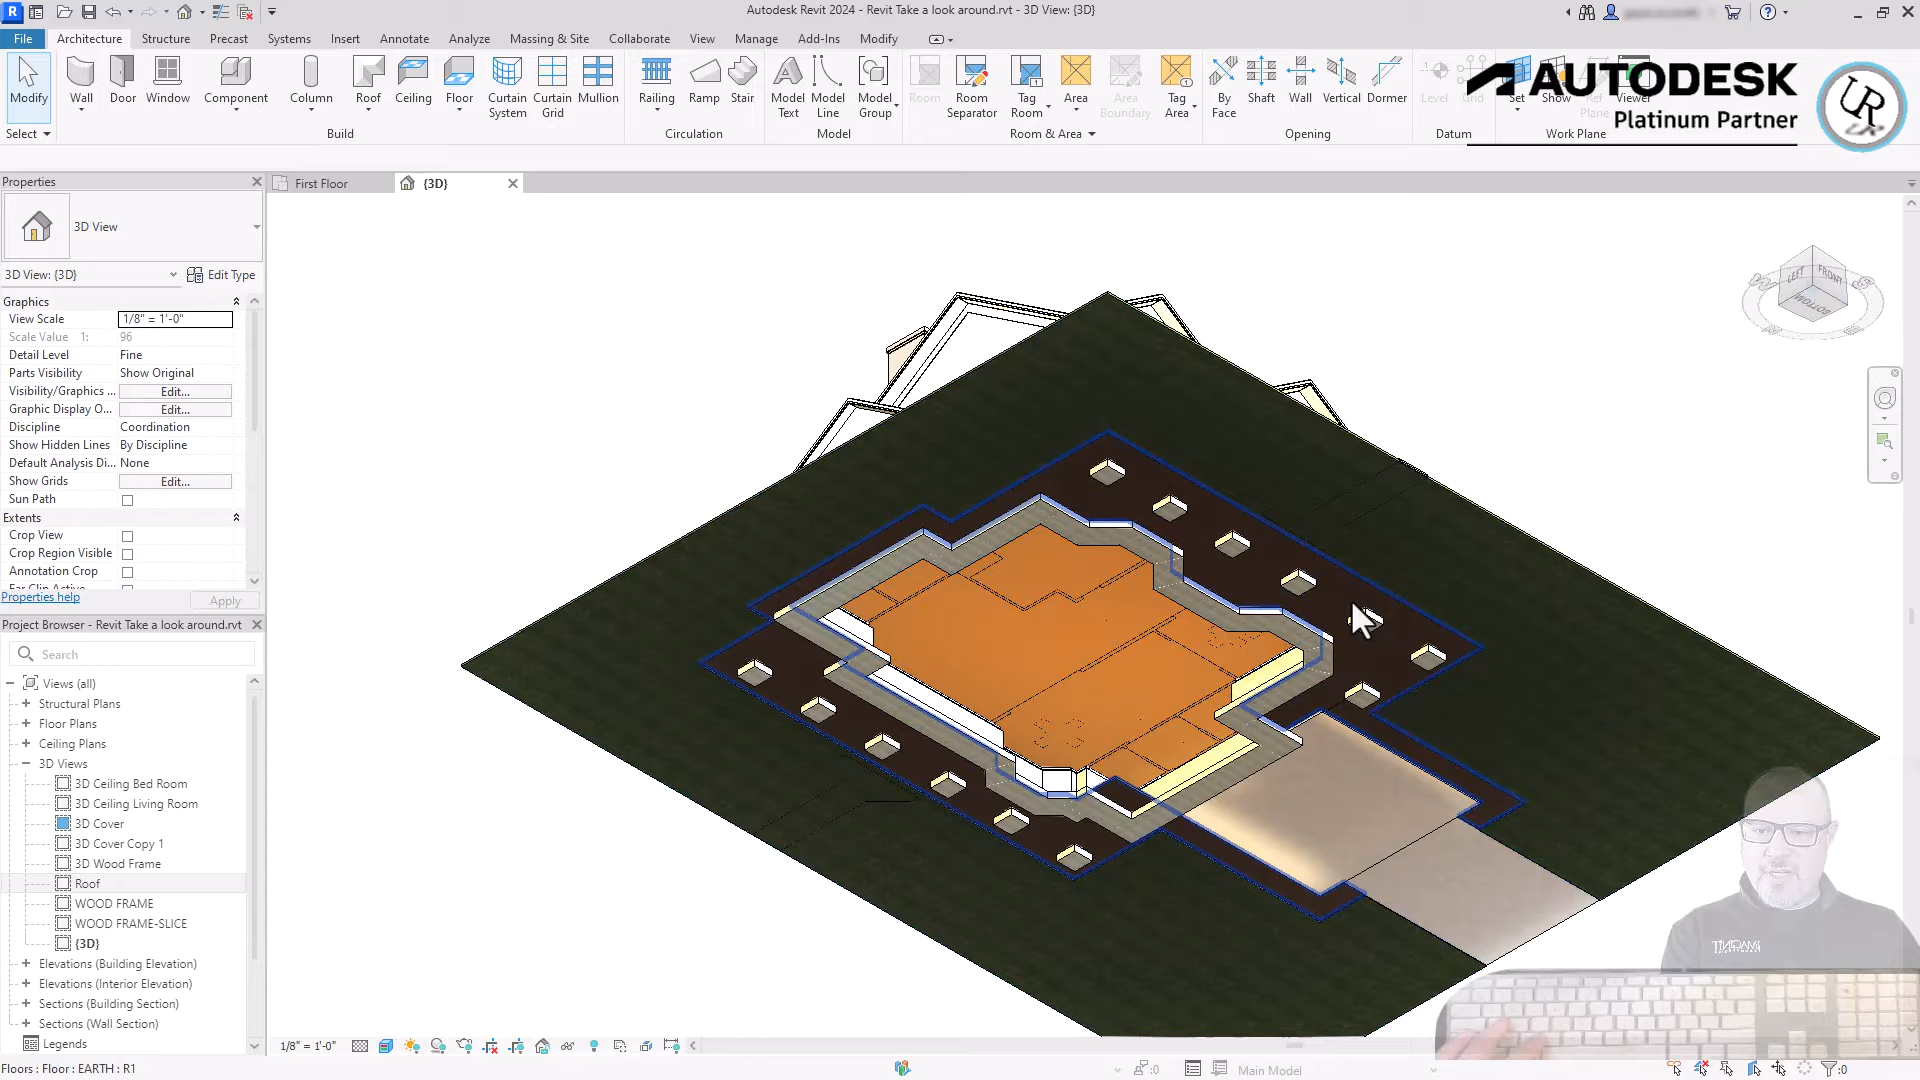 Autodesk Revit 2024 - Revit Take a look around.rvt - 3D View: {3D}
File Architecture Structure Precast Systems Insert Annotate Analyze Massing & Site Collaborate View Manage Add-Ins Modify
Modify Wall Door Window Component Column Roof Ceiling Floor Curtain System Curtain Grid Mullion Railing Ramp Stair Model Text Model Line Model Group Room Room Separator Tag Room Area Area Boundary Tag Area By Face Shaft Wall Vertical Dormer Level Grid Set Show Ref Plane Viewer
Select Build Circulation Model Room & Area Opening Datum Work Plane
AUTODESK
Platinum Partner
UR
Properties
First Floor
{3D}
3D View
3D View: {3D}
Edit Type
Graphics
View Scale 1/8" = 1'-0"
Scale Value 1: 96
Detail Level Fine
Parts Visibility Show Original
Visibility/Graphics ... Edit...
Graphic Display O... Edit...
Discipline Coordination
Show Hidden Lines By Discipline
Default Analysis Di... None
Show Grids Edit...
Sun Path
Extents
Crop View
Crop Region Visible
Annotation Crop
Far Clip Active
Properties help
Apply
Project Browser - Revit Take a look around.rvt
Search
Views (all)
Structural Plans
Floor Plans
Ceiling Plans
3D Views
3D Ceiling Bed Room
3D Ceiling Living Room
3D Cover
3D Cover Copy 1
3D Wood Frame
Roof
WOOD FRAME
WOOD FRAME-SLICE
{3D}
Elevations (Building Elevation)
Elevations (Interior Elevation)
Sections (Building Section)
Sections (Wall Section)
Legends
LEFT
FRONT
BOTTOM
1/8" = 1'-0"
Floors : Floor : EARTH : R1
:0
Main Model
:0